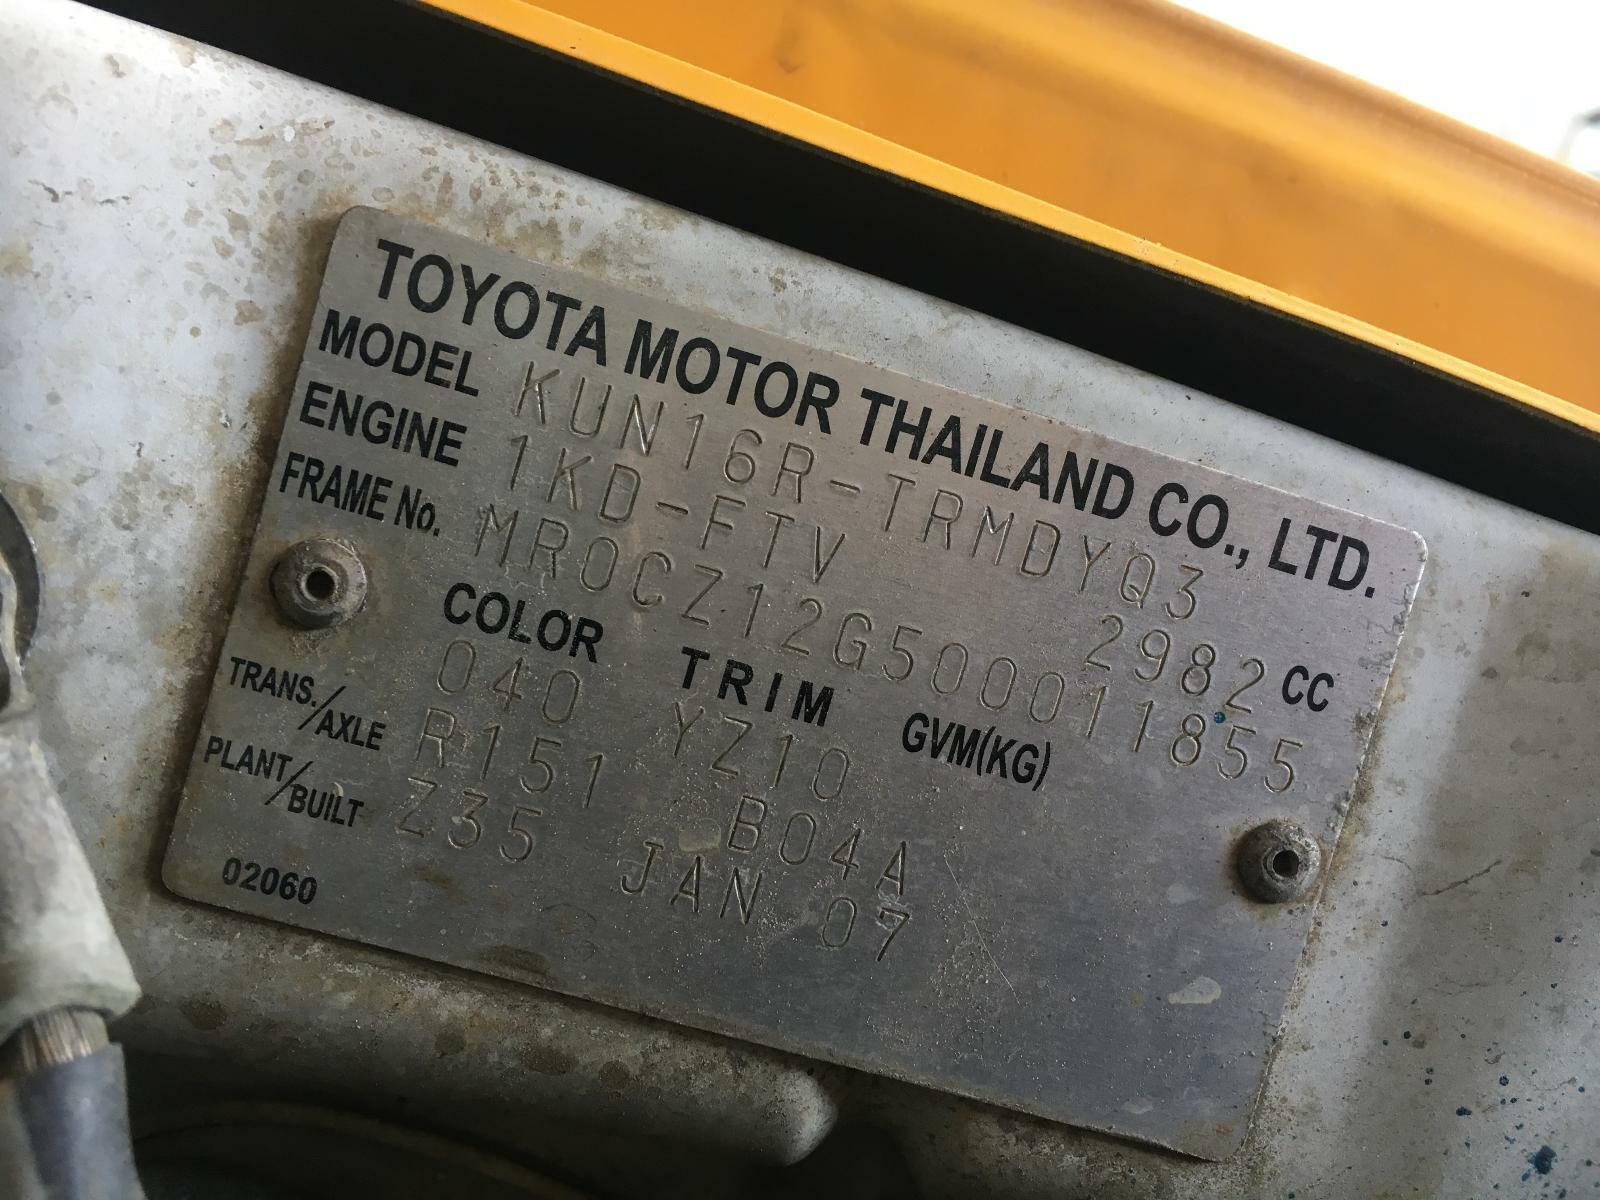 TOYOTA MOTOR THAILAND CO., LTD.
MODEL KUN16R-TRMDYQ3
ENGINE 1KD-FTV 2982 CC
FRAME No. MR0CZ12G500011855
COLOR TRIM GVM(KG)
040 YZ10
TRANS./AXLE R151 B04A
PLANT/BUILT Z35 JAN 07
02060